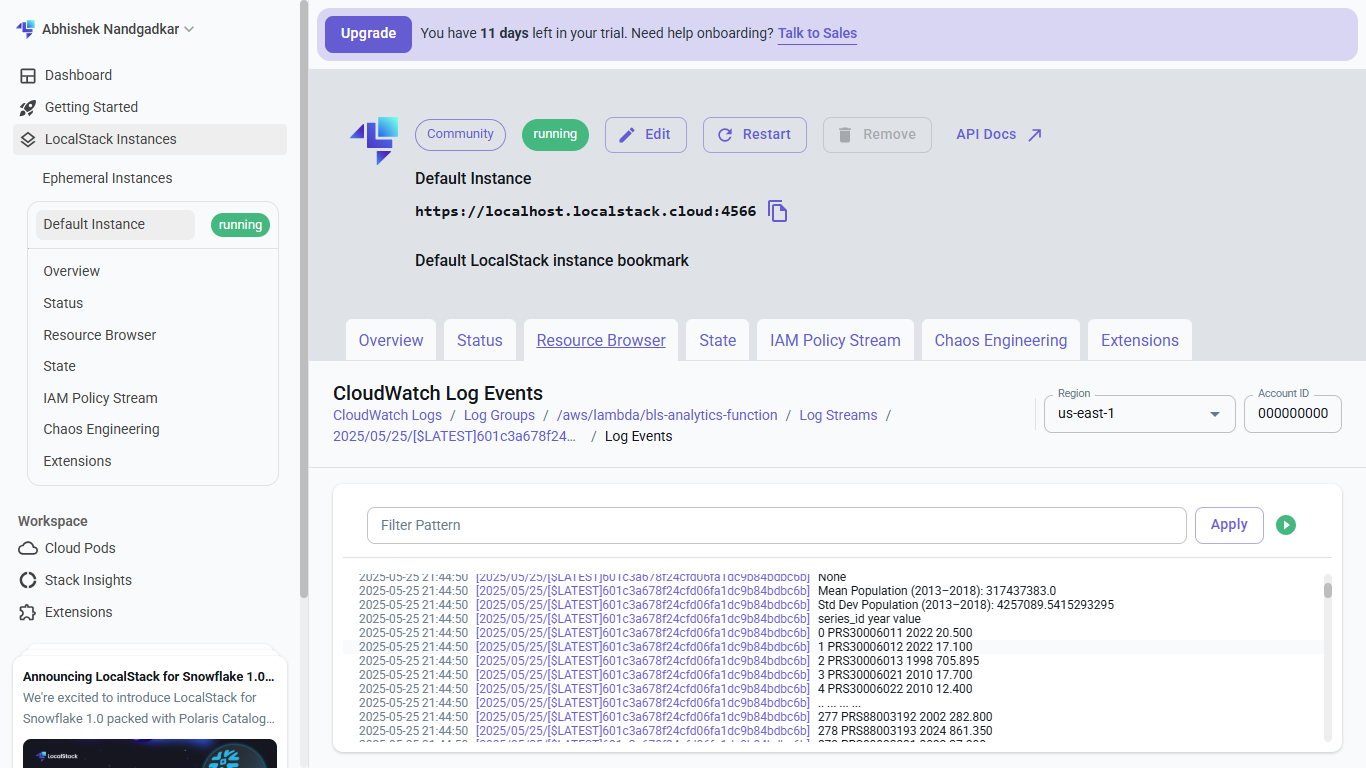 Abhishek Nandgadkar
Dashboard
Getting Started
LocalStack Instances
Ephemeral Instances
Default Instance running
Overview
Status
Resource Browser
State
IAM Policy Stream
Chaos Engineering
Extensions
Workspace
Cloud Pods
Stack Insights
Extensions
Announcing LocalStack for Snowflake 1.0...
We're excited to introduce LocalStack for
Snowflake 1.0 packed with Polaris Catalog...
LocalStack
Upgrade You have 11 days left in your trial. Need help onboarding? Talk to Sales
Community running Edit Restart Remove API Docs
Default Instance
https://localhost.localstack.cloud:4566
Default LocalStack instance bookmark
Overview Status Resource Browser State IAM Policy Stream Chaos Engineering Extensions
CloudWatch Log Events
CloudWatch Logs / Log Groups / /aws/lambda/bls-analytics-function / Log Streams /
2025/05/25/[$LATEST]601c3a678f24... / Log Events
Region
us-east-1
Account ID
000000000
Filter Pattern Apply
2025-05-25 21:44:50 [2025/05/25/[$LATEST]601c3a678f24cfd06fa1dc9b84bdbc6b] None
2025-05-25 21:44:50 [2025/05/25/[$LATEST]601c3a678f24cfd06fa1dc9b84bdbc6b] Mean Population (2013–2018): 317437383.0
2025-05-25 21:44:50 [2025/05/25/[$LATEST]601c3a678f24cfd06fa1dc9b84bdbc6b] Std Dev Population (2013–2018): 4257089.5415293295
2025-05-25 21:44:50 [2025/05/25/[$LATEST]601c3a678f24cfd06fa1dc9b84bdbc6b] series_id year value
2025-05-25 21:44:50 [2025/05/25/[$LATEST]601c3a678f24cfd06fa1dc9b84bdbc6b] 0 PRS30006011 2022 20.500
2025-05-25 21:44:50 [2025/05/25/[$LATEST]601c3a678f24cfd06fa1dc9b84bdbc6b] 1 PRS30006012 2022 17.100
2025-05-25 21:44:50 [2025/05/25/[$LATEST]601c3a678f24cfd06fa1dc9b84bdbc6b] 2 PRS30006013 1998 705.895
2025-05-25 21:44:50 [2025/05/25/[$LATEST]601c3a678f24cfd06fa1dc9b84bdbc6b] 3 PRS30006021 2010 17.700
2025-05-25 21:44:50 [2025/05/25/[$LATEST]601c3a678f24cfd06fa1dc9b84bdbc6b] 4 PRS30006022 2010 12.400
2025-05-25 21:44:50 [2025/05/25/[$LATEST]601c3a678f24cfd06fa1dc9b84bdbc6b] .. ... ... ...
2025-05-25 21:44:50 [2025/05/25/[$LATEST]601c3a678f24cfd06fa1dc9b84bdbc6b] 277 PRS88003192 2002 282.800
2025-05-25 21:44:50 [2025/05/25/[$LATEST]601c3a678f24cfd06fa1dc9b84bdbc6b] 278 PRS88003193 2024 861.350